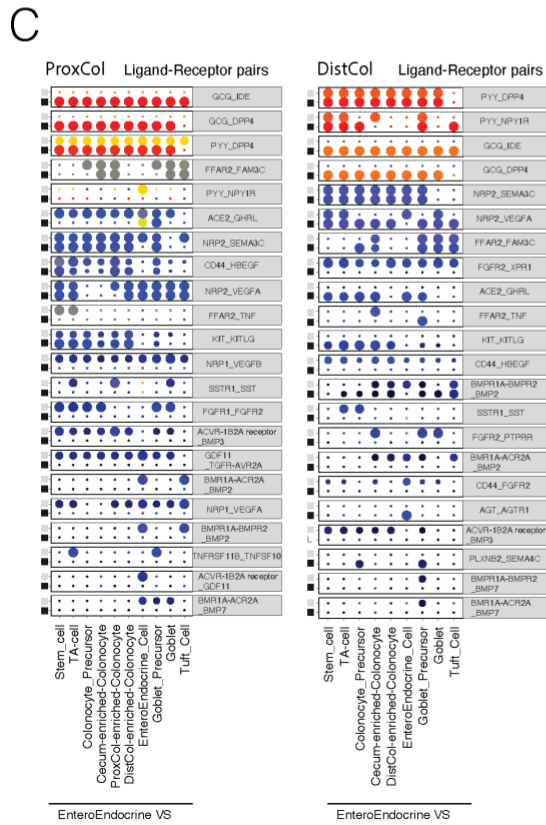 C
ProxCol Ligand-Receptor pairs
GCG_IDE
GCG_DPP4
PYY_DPP4
FFAR2_FAM3C
PYY_NPY1R
ACE2_GHRL
NRP2_SEMA3C
CD44_HBEGF
NRP2_VEGFA
FFAR2_TNF
KIT_KITLG
NRP1_VEGFB
SSTR1_SST
FGFR1_FGFR2
ACVR-1B2A receptor
_BMP3
GDF11
_TGFR-AVR2A
BMR1A-ACR2A
_BMP2
NRP1_VEGFA
BMPR1A-BMPR2
_BMP2
TNFRSF11B_TNFSF10
ACVR-1B2A receptor
_GDF11
BMR1A-ACR2A
_BMP7
Stem_cell
TA-cell
Colonocyte_Precursor
Cecum-enriched-Colonocyte
ProxCol-enriched-Colonocyte
DistCol-enriched-Colonocyte
EnteroEndocrine_Cell
Goblet_Precursor
Goblet
Tuft_Cell
EnteroEndocrine VS
DistCol Ligand-Receptor pairs
PYY_DPP4
PYY_NPY1R
GCG_IDE
GCG_DPP4
NRP2_SEMA3C
NRP2_VEGFA
FFAR2_FAM3C
FGFR2_XPR1
ACE2_GHRL
FFAR2_TNF
KIT_KITLG
CD44_HBEGF
BMPR1A-BMPR2
_BMP2
SSTR1_SST
FGFR2_PTPRR
BMR1A-ACR2A
_BMP2
CD44_FGFR2
AGT_AGTR1
ACVR-1B2A receptor
_BMP3
PLXNB2_SEMA4C
BMPR1A-BMPR2
_BMP7
BMR1A-ACR2A
_BMP7
Stem_cell
TA-cell
Colonocyte_Precursor
Cecum-enriched-Colonocyte
DistCol-enriched-Colonocyte
EnteroEndocrine_Cell
Goblet_Precursor
Goblet
Tuft_Cell
EnteroEndocrine VS